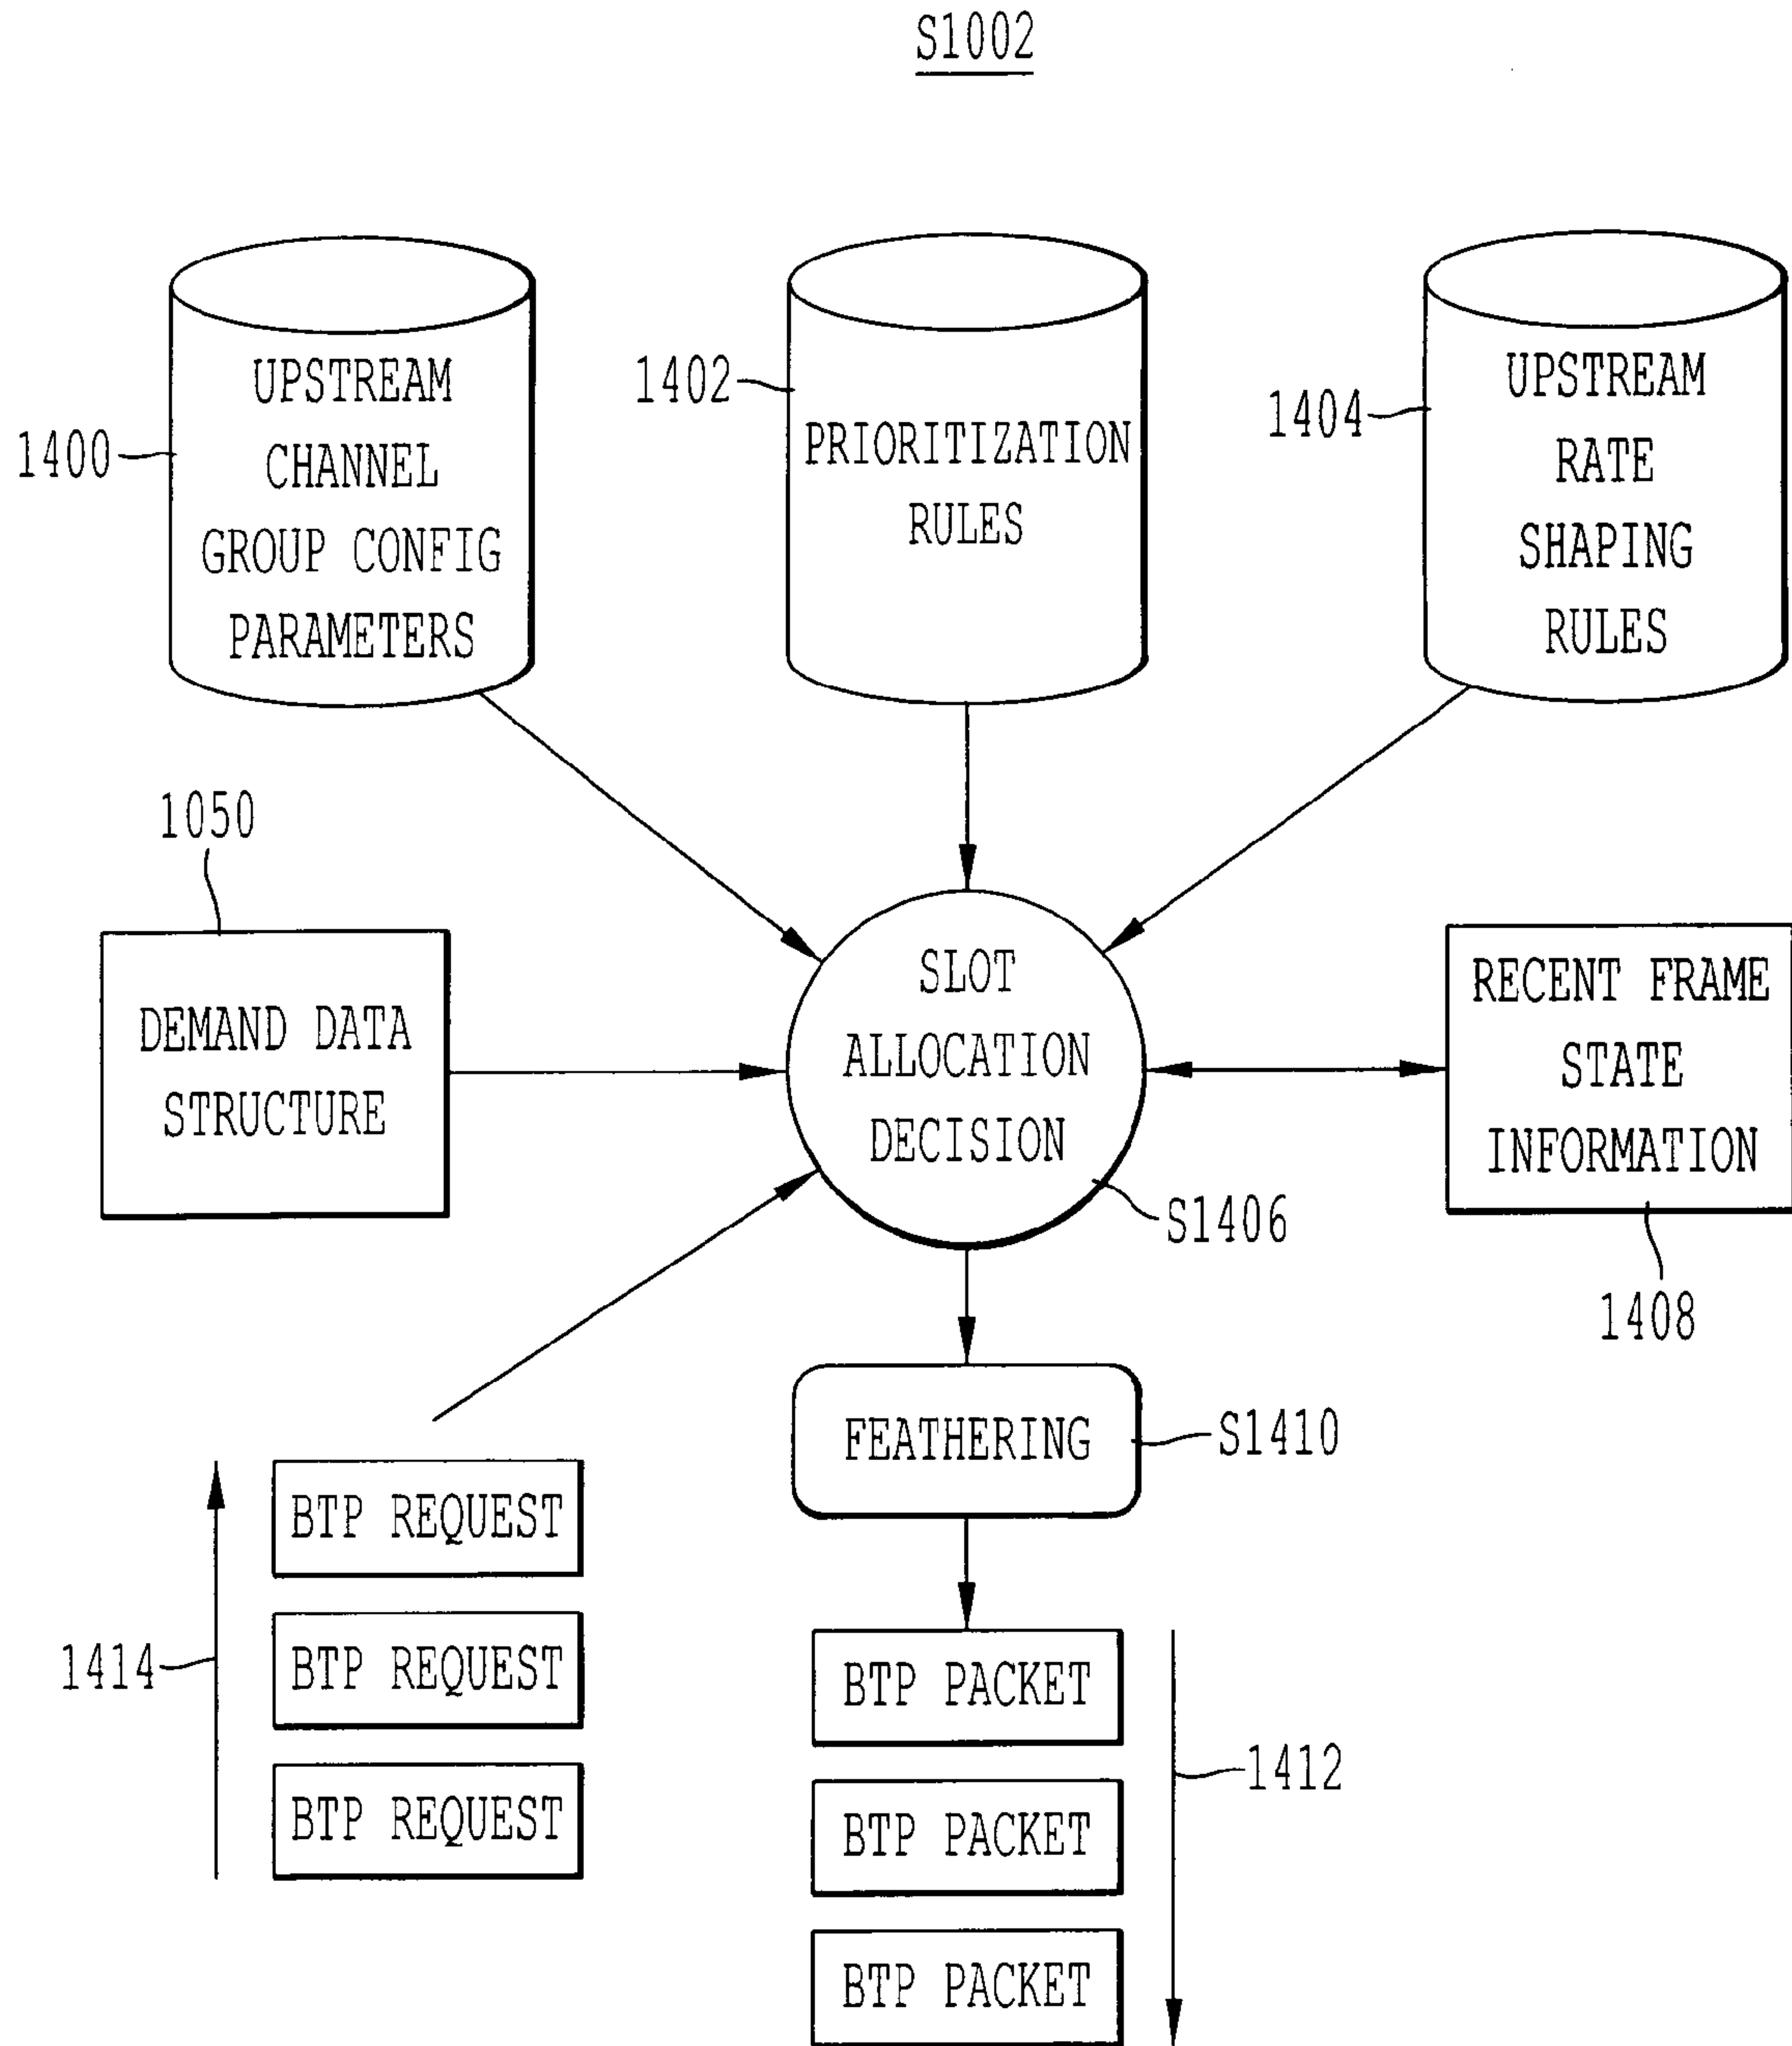 S1002
1400
UPSTREAM
CHANNEL
GROUP CONFIG
PARAMETERS
1402
PRIORITIZATION
RULES
1404
UPSTREAM
RATE
SHAPING
RULES
1050
DEMAND DATA
STRUCTURE
SLOT
ALLOCATION
DECISION
S1406
RECENT FRAME
STATE
INFORMATION
1408
FEATHERING
S1410
1414
BTP REQUEST
BTP REQUEST
BTP REQUEST
BTP PACKET
BTP PACKET
BTP PACKET
1412